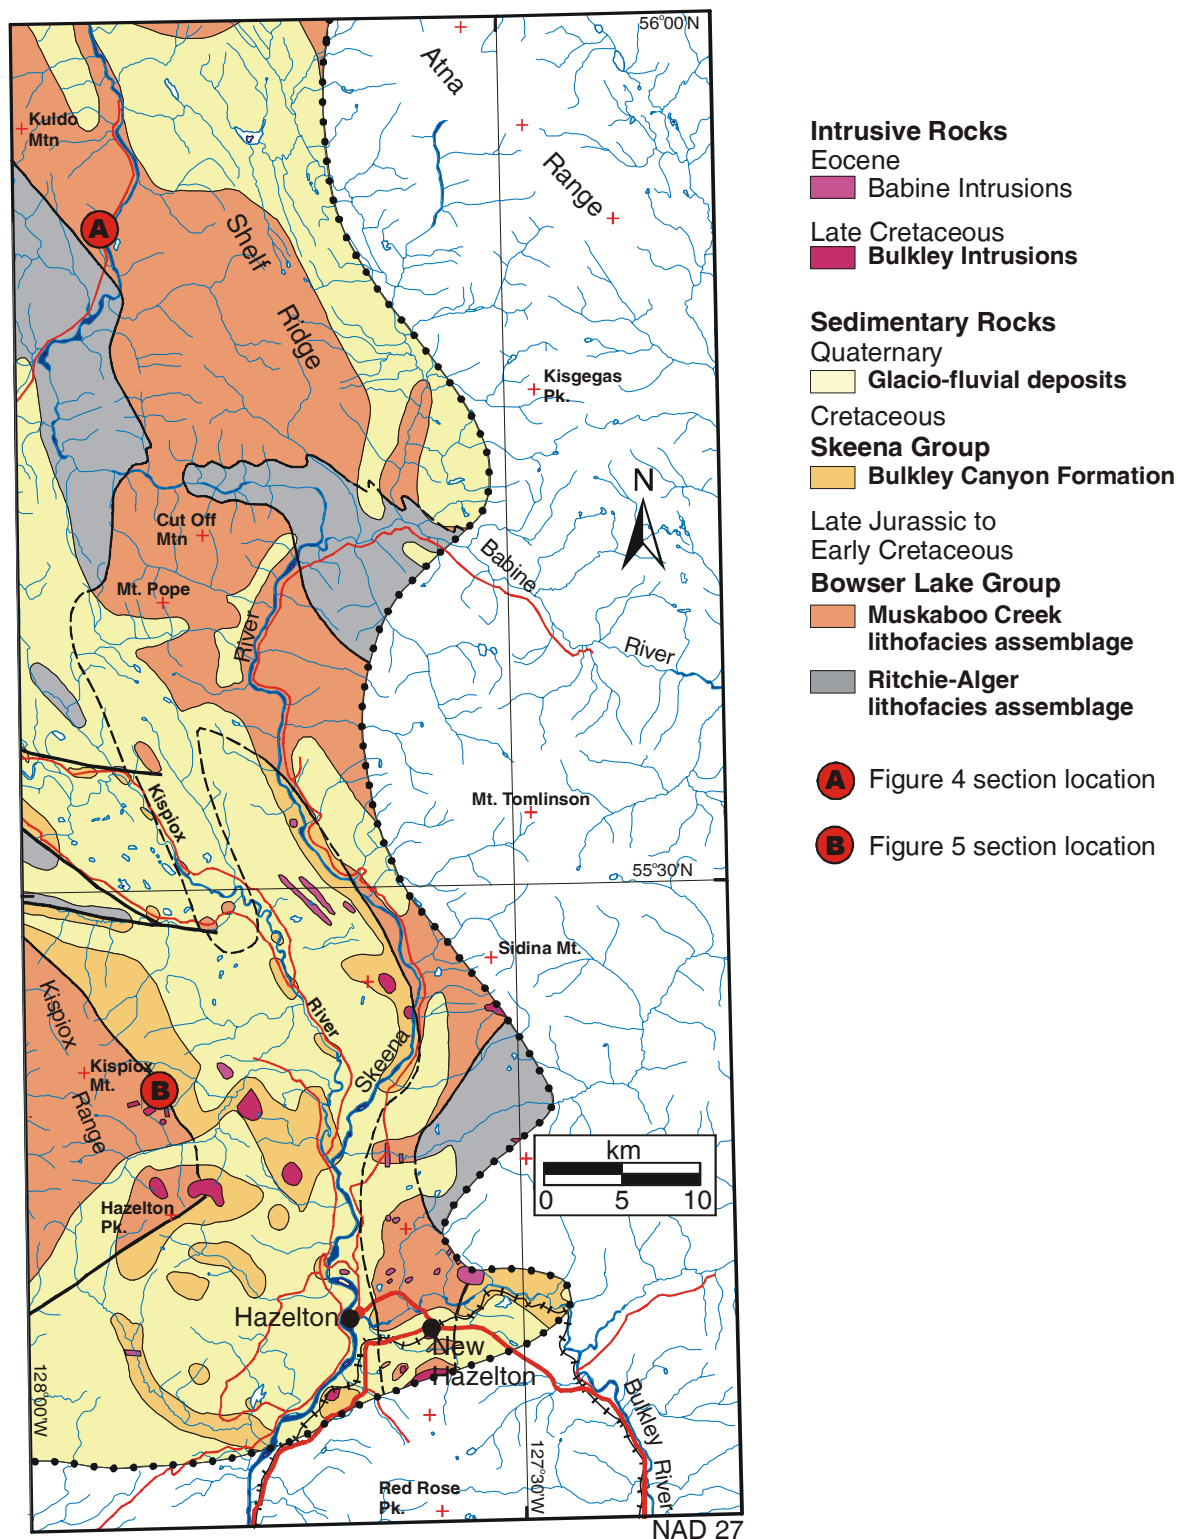 56°00'N
Atna
Range
Kuldo
Mtn
A
Shelf
Ridge
Kisgegas
Pk.
N
Cut Off
Mtn
Babine
River
Mt. Pope
River
Mt. Tomlinson
Kispiox
55°30'N
Sidina Mt.
Kispiox
Range
River
Skeena
Kispiox
Mt.
B
km
0 5 10
Hazelton
Pk.
Hazelton
New
Hazelton
128°00'W
127°30'W
Bulkley
River
Red Rose
Pk.
NAD 27
Intrusive Rocks
Eocene
Babine Intrusions
Late Cretaceous
Bulkley Intrusions
Sedimentary Rocks
Quaternary
Glacio-fluvial deposits
Cretaceous
Skeena Group
Bulkley Canyon Formation
Late Jurassic to
Early Cretaceous
Bowser Lake Group
Muskaboo Creek
lithofacies assemblage
Ritchie-Alger
lithofacies assemblage
A Figure 4 section location
B Figure 5 section location